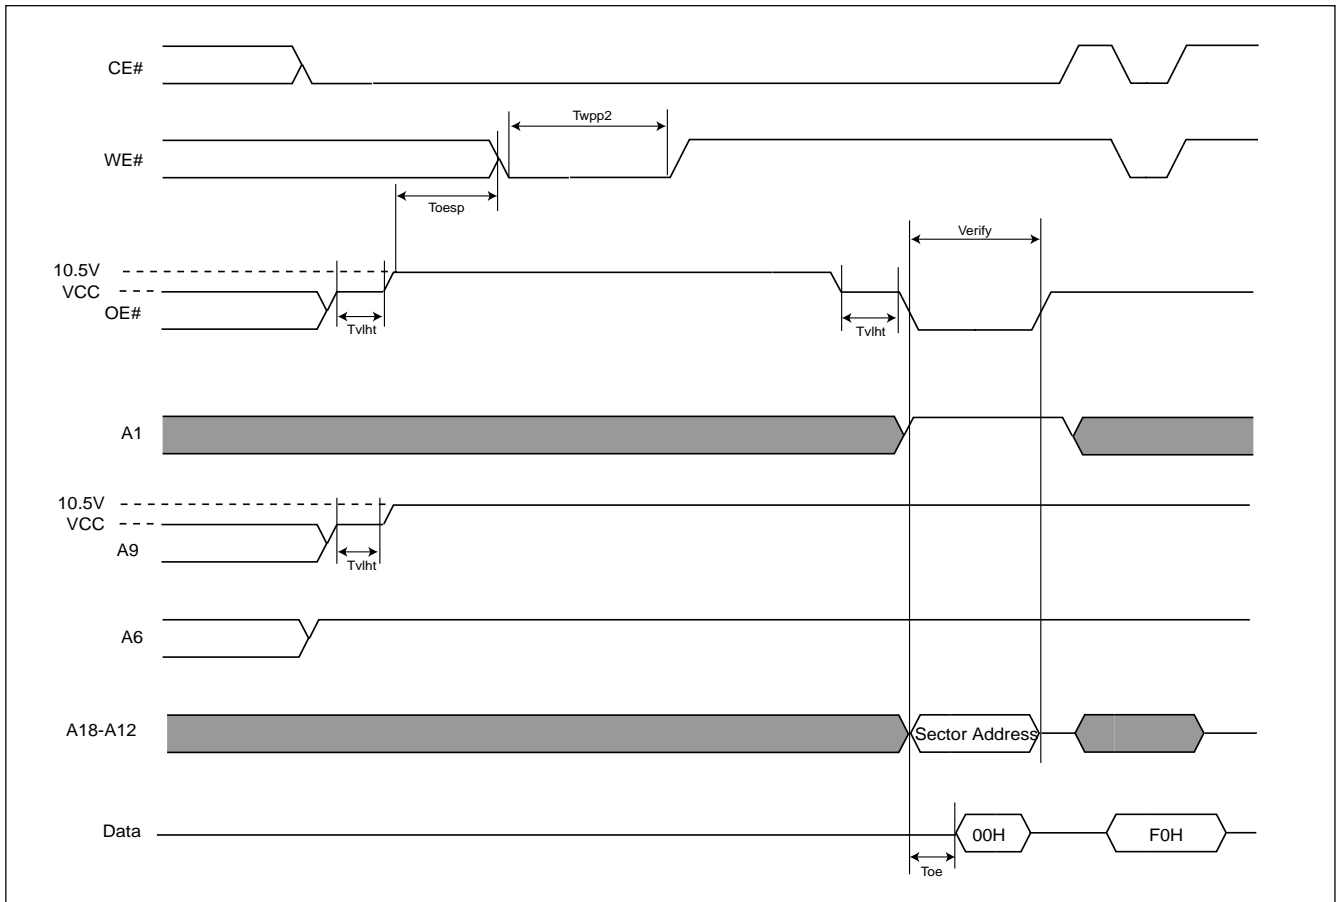 CE#
Twpp2
WE#
Toesp
Verify
10.5V
VCC
OE#
Tvlht
Tvlht
A1
10.5V
VCC
A9
Tvlht
A6
A18-A12
Sector Address
Data
00H
F0H
Toe